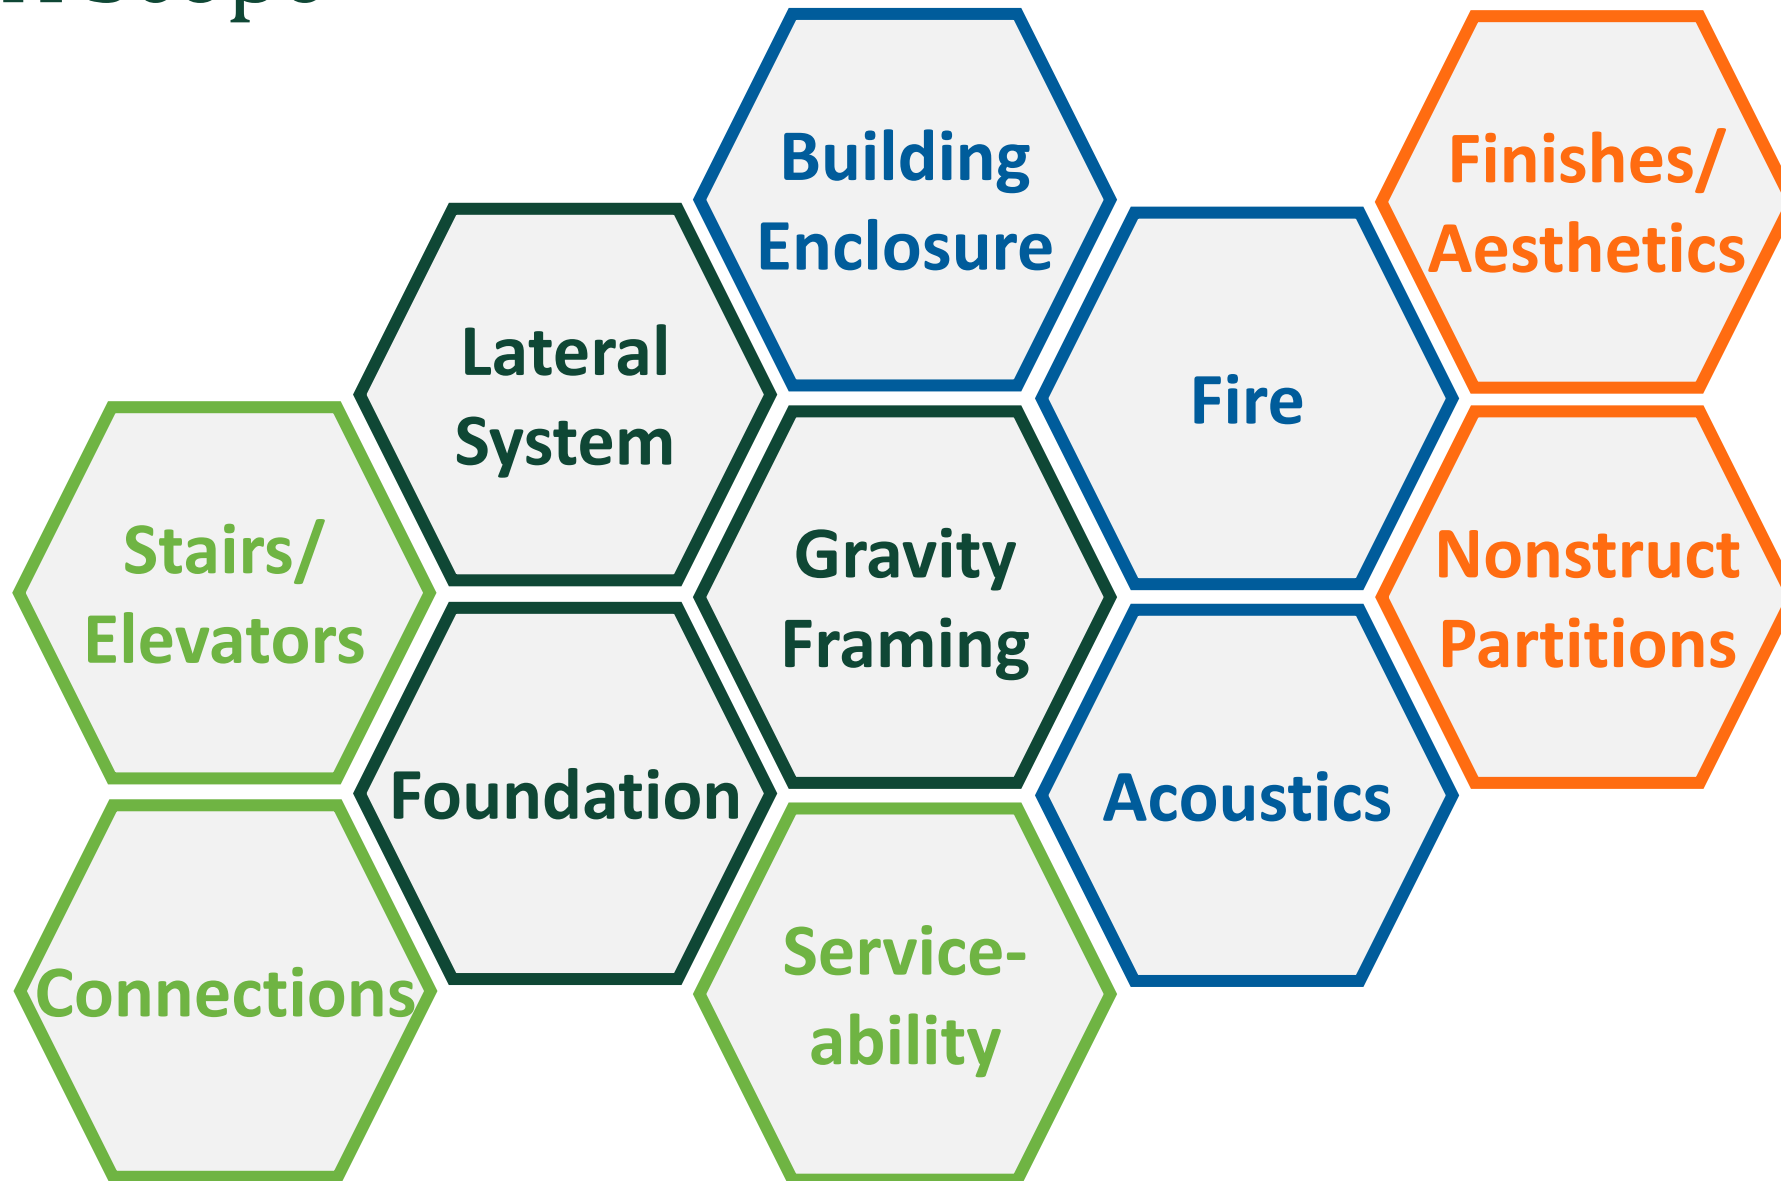 Building
Enclosure
Finishes/
Aesthetics
Lateral
System
Fire
Stairs/
Elevators
Gravity
Framing
Nonstruct
Partitions
Foundation
Acoustics
Connections
Service-
ability